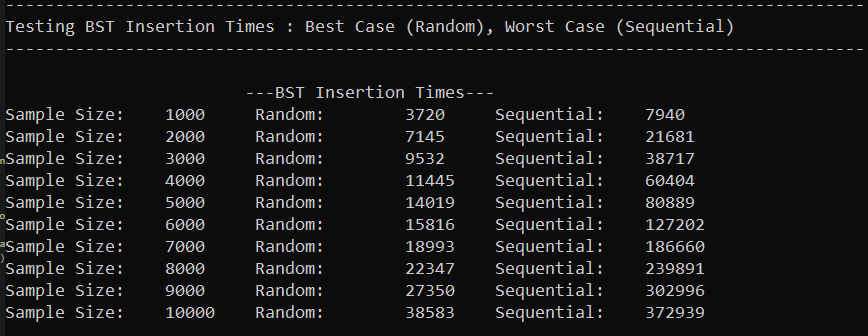 --------------------------------------------------------------------------------------
Testing BST Insertion Times : Best Case (Random), Worst Case (Sequential)
--------------------------------------------------------------------------------------
---BST Insertion Times---
Sample Size:    1000     Random:        3720     Sequential:    7940
Sample Size:    2000     Random:        7145     Sequential:    21681
Sample Size:    3000     Random:        9532     Sequential:    38717
Sample Size:    4000     Random:        11445    Sequential:    60404
Sample Size:    5000     Random:        14019    Sequential:    80889
Sample Size:    6000     Random:        15816    Sequential:    127202
Sample Size:    7000     Random:        18993    Sequential:    186660
Sample Size:    8000     Random:        22347    Sequential:    239891
Sample Size:    9000     Random:        27350    Sequential:    302996
Sample Size:    10000    Random:        38583    Sequential:    372939